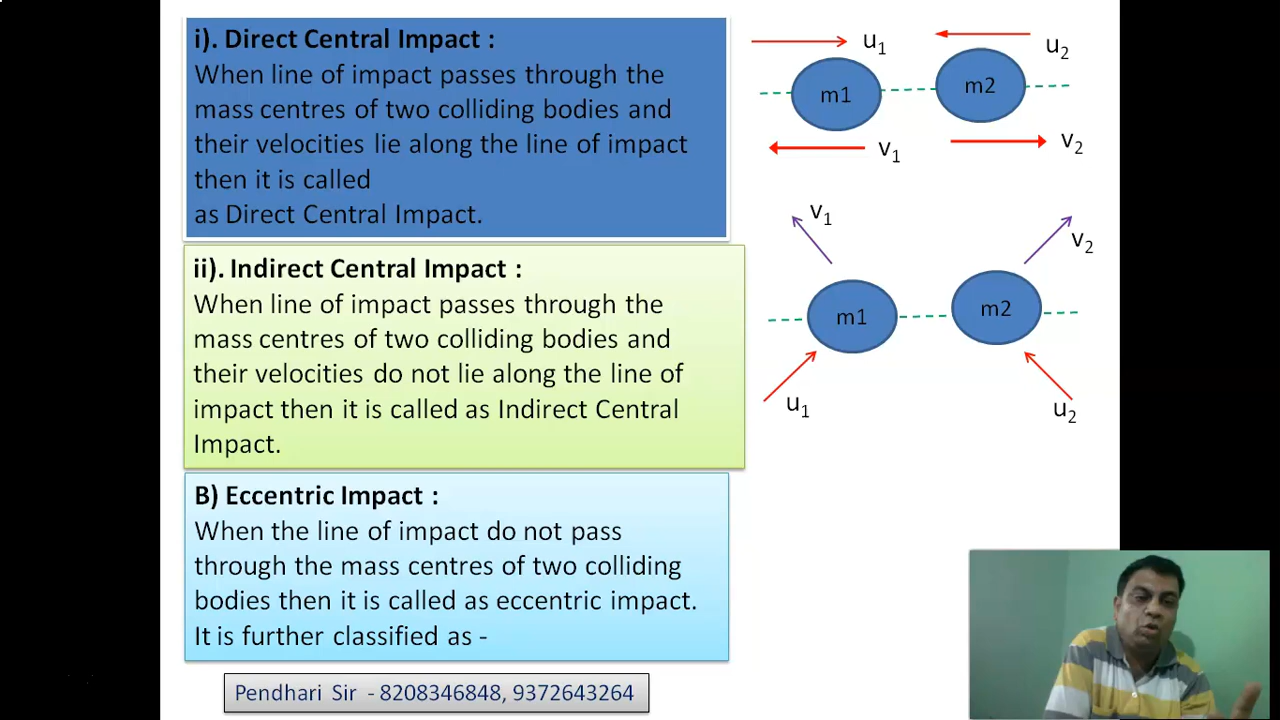 i). Direct Central Impact :
When line of impact passes through the
mass centres of two colliding bodies and
their velocities lie along the line of impact
then it is called
as Direct Central Impact.
ii). Indirect Central Impact :
When line of impact passes through the
mass centres of two colliding bodies and
their velocities do not lie along the line of
impact then it is called as Indirect Central
Impact.
B) Eccentric Impact :
When the line of impact do not pass
through the mass centres of two colliding
bodies then it is called as eccentric impact.
It is further classified as -
Pendhari Sir - 8208346848, 9372643264
u₁
u₂
m1
m2
v₁
v₂
v₁
v₂
m1
m2
u₁
u₂